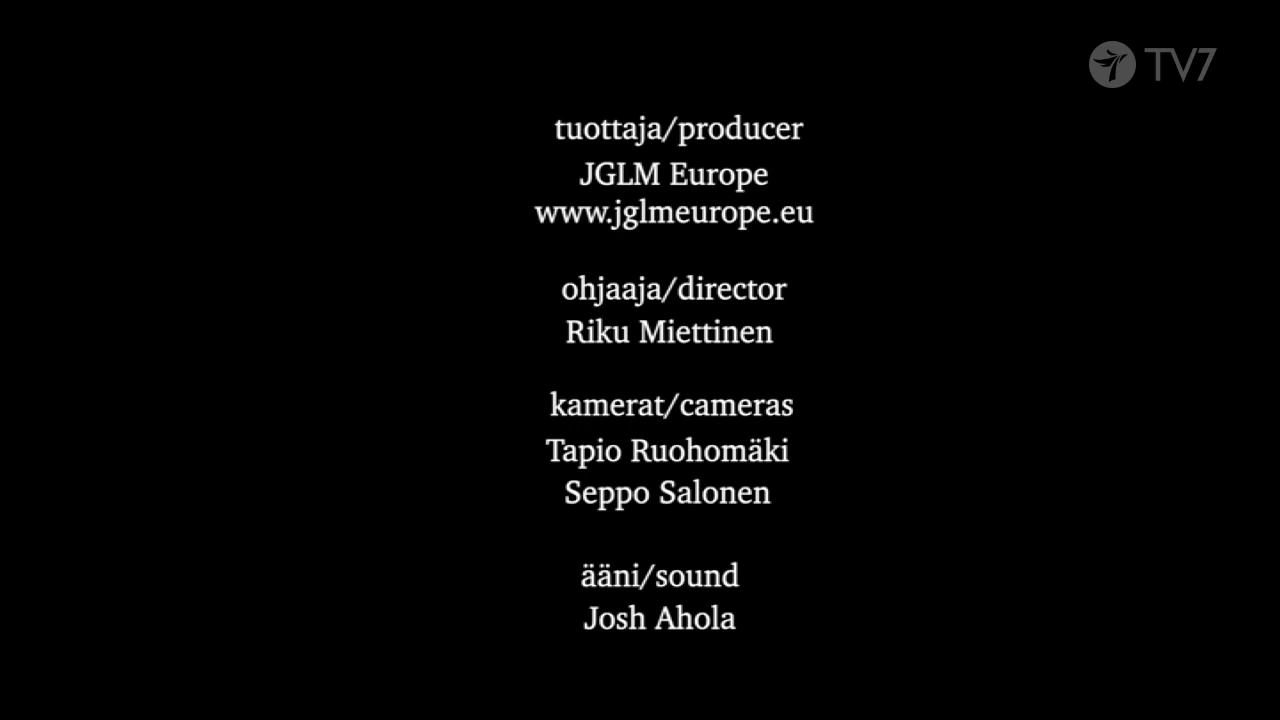 TV7
tuottaja/producer
JGLM Europe
www.jglmeurope.eu
ohjaaja/director
Riku Miettinen
kamerat/cameras
Tapio Ruohomäki
Seppo Salonen
ääni/sound
Josh Ahola